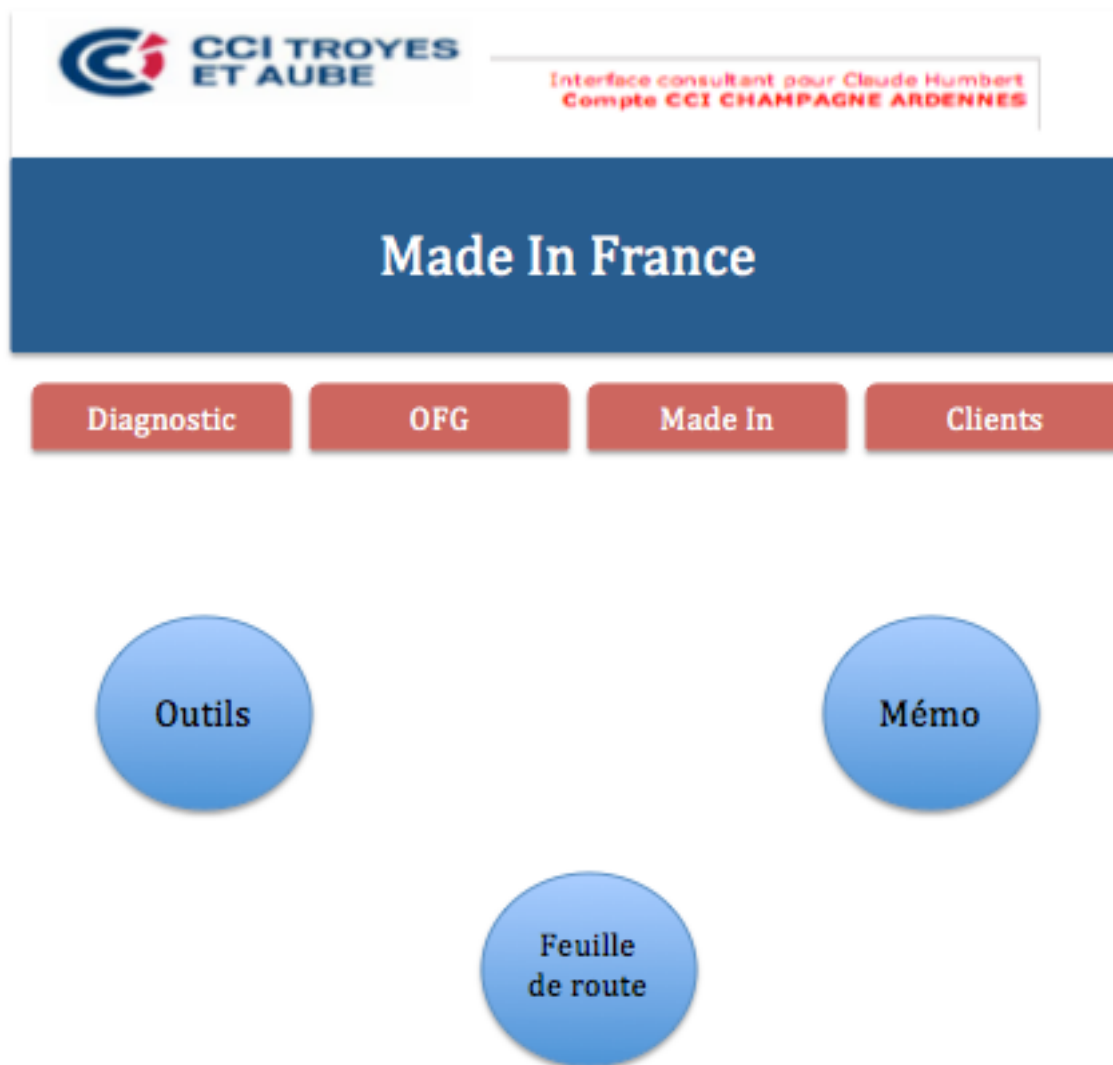 CCI TROYES
ET AUBE
Interface consultant pour Claude Humbert
Compte CCI CHAMPAGNE ARDENNES
Made In France
Diagnostic
OFG
Made In
Clients
Outils
Mémo
Feuille
de route